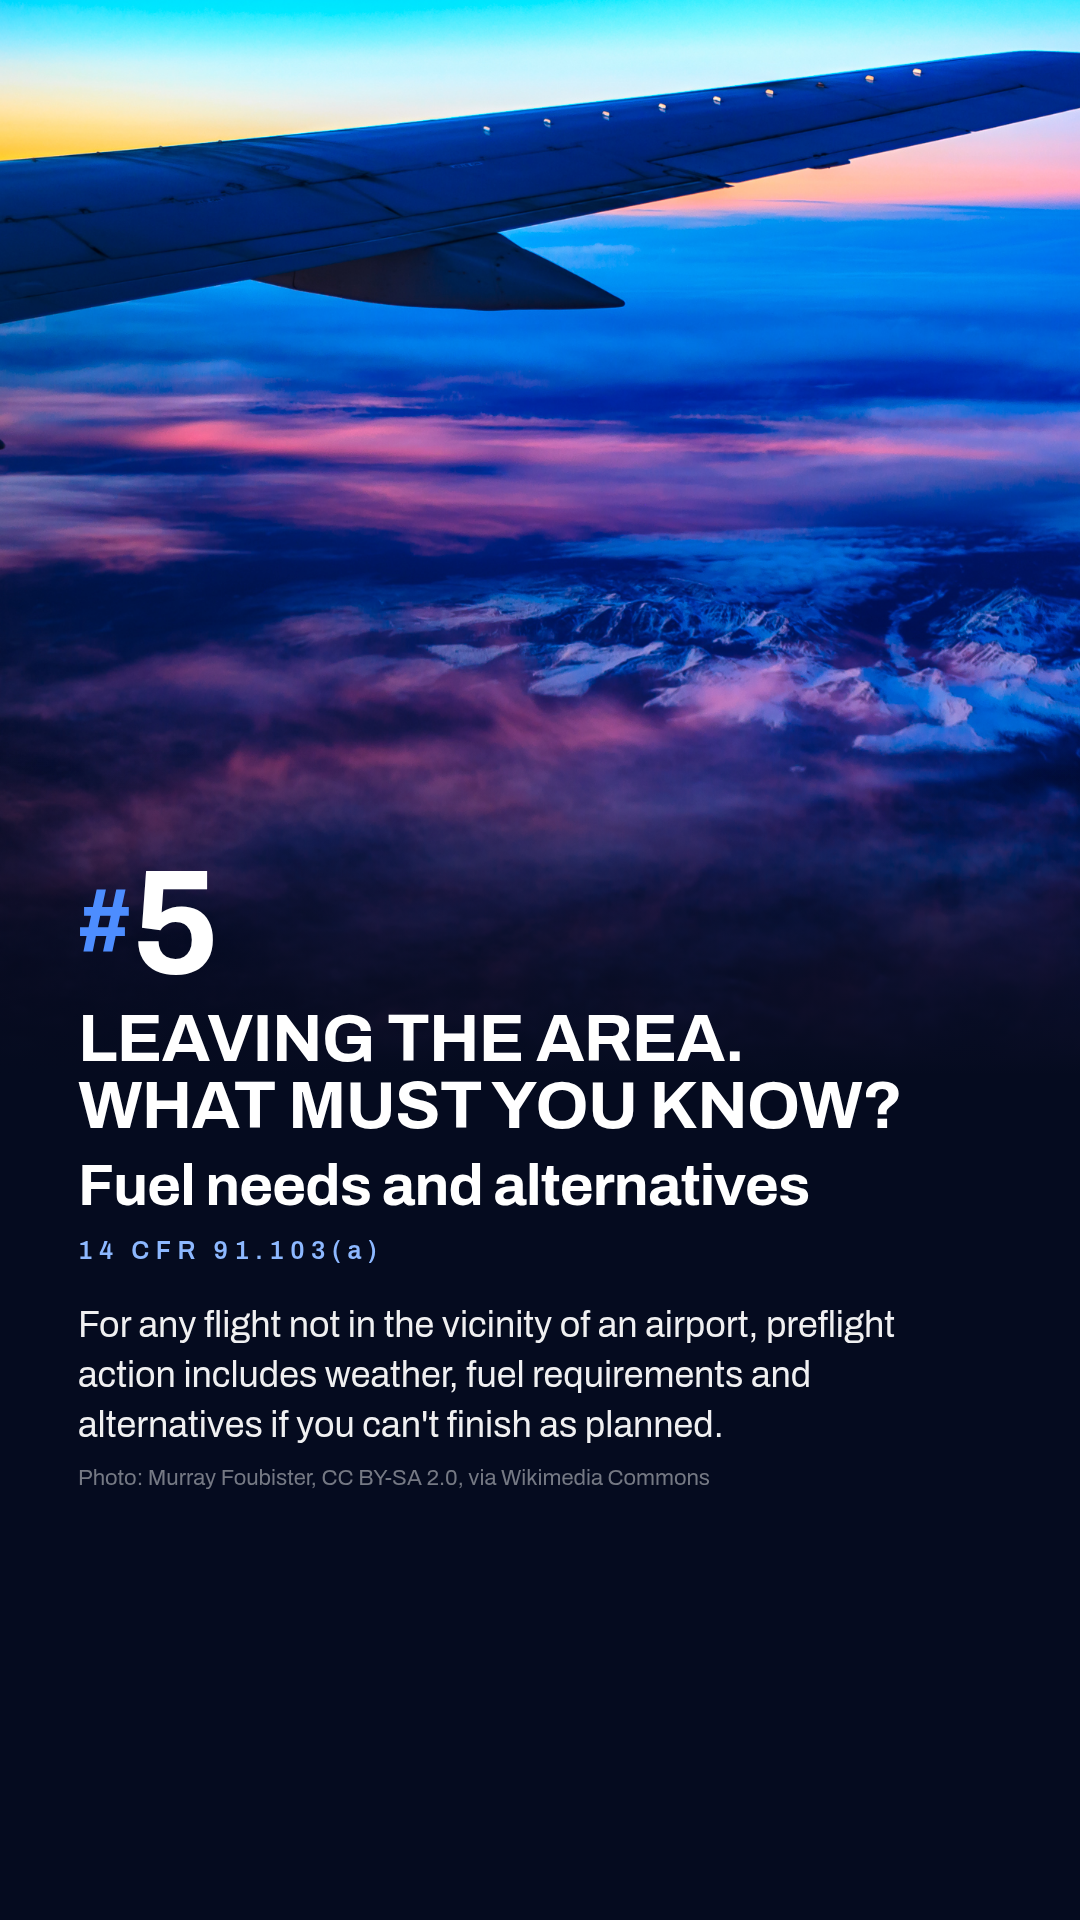 #5
LEAVING THE AREA.
WHAT MUST YOU KNOW?
Fuel needs and alternatives
14 CFR 91.103(a)
For any flight not in the vicinity of an airport, preflight
action includes weather, fuel requirements and
alternatives if you can't finish as planned.
Photo: Murray Foubister, CC BY-SA 2.0, via Wikimedia Commons